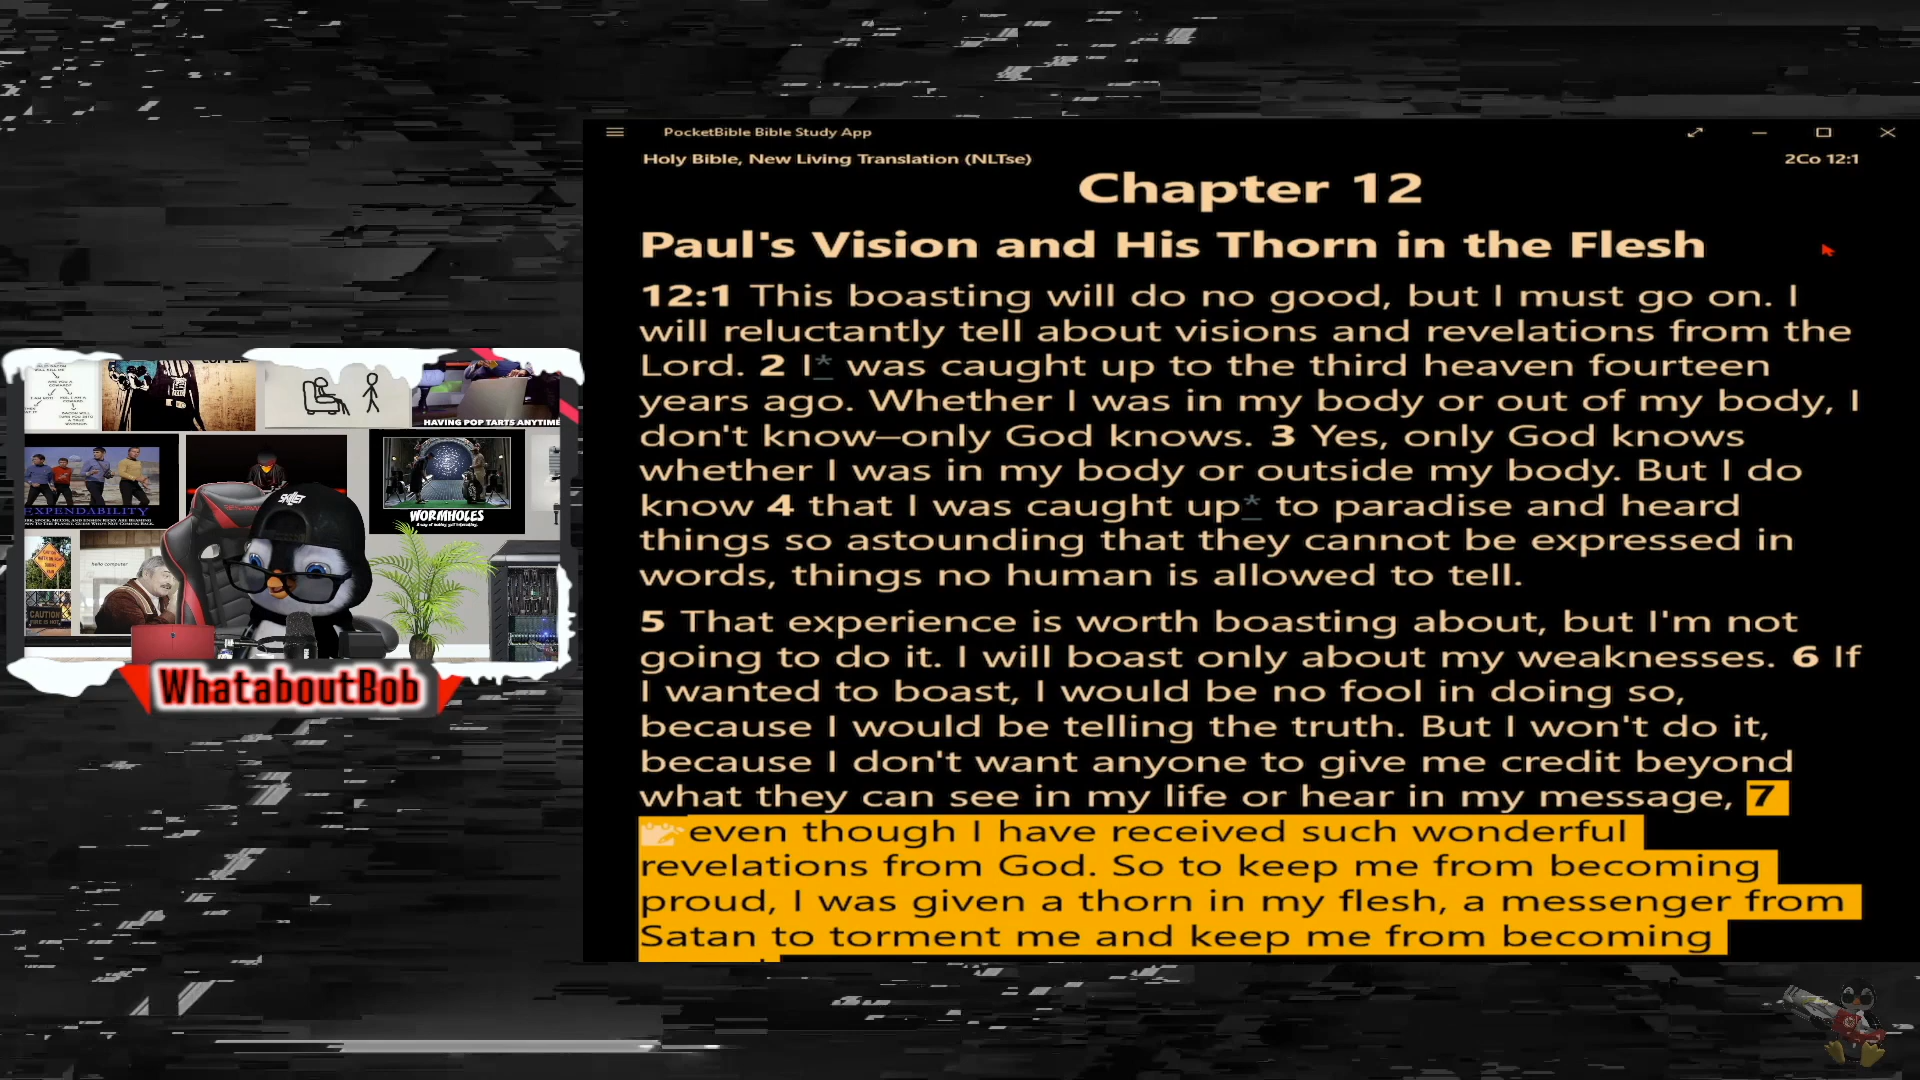 PocketBible Bible Study App
Holy Bible, New Living Translation (NLTse)
2Co 12:1
Chapter 12
Paul's Vision and His Thorn in the Flesh
12:1 This boasting will do no good, but I must go on. I
will reluctantly tell about visions and revelations from the
Lord. 2 I* was caught up to the third heaven fourteen
years ago. Whether I was in my body or out of my body, I
don't know—only God knows. 3 Yes, only God knows
whether I was in my body or outside my body. But I do
know 4 that I was caught up* to paradise and heard
things so astounding that they cannot be expressed in
words, things no human is allowed to tell.
5 That experience is worth boasting about, but I'm not
going to do it. I will boast only about my weaknesses. 6 If
I wanted to boast, I would be no fool in doing so,
because I would be telling the truth. But I won't do it,
because I don't want anyone to give me credit beyond
what they can see in my life or hear in my message, 7
even though I have received such wonderful
revelations from God. So to keep me from becoming
proud, I was given a thorn in my flesh, a messenger from
Satan to torment me and keep me from becoming
HAVING POP TARTS ANYTIME
EXPENDABILITY
WORMHOLES
hello computer
CAUTION
SKILLET
WhataboutBob